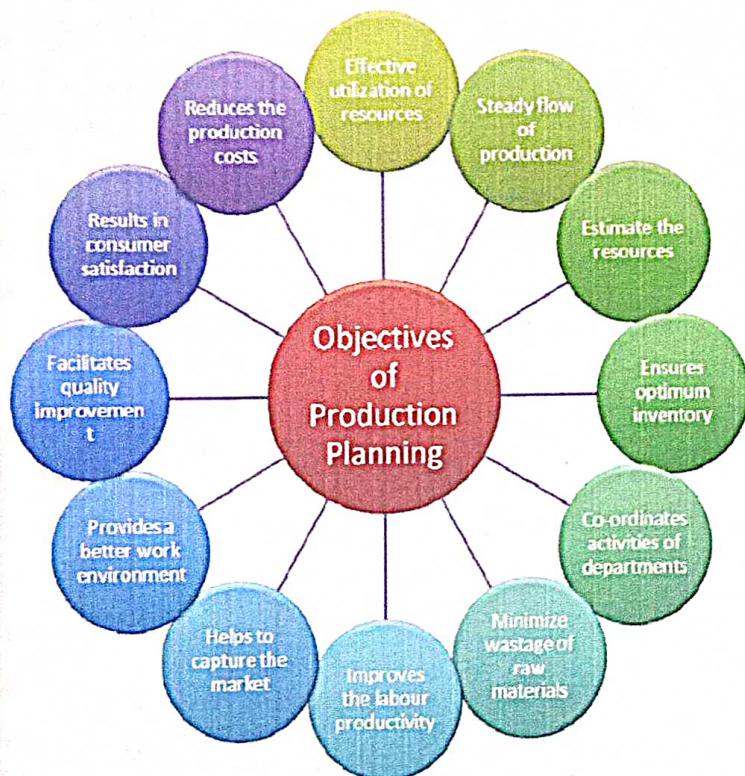 Objectives
of
Production
Planning
Effective
utilization of
resources
Steady flow
of
production
Estimate the
resources
Ensures
optimum
inventory
Co-ordinates
activities of
departments
Minimize
wastage of
raw
materials
Improves
the labour
productivity
Helps to
capture the
market
Provides a
better work
environment
Facilitates
quality
improvemen
t
Results in
consumer
satisfaction
Reduces the
production
costs